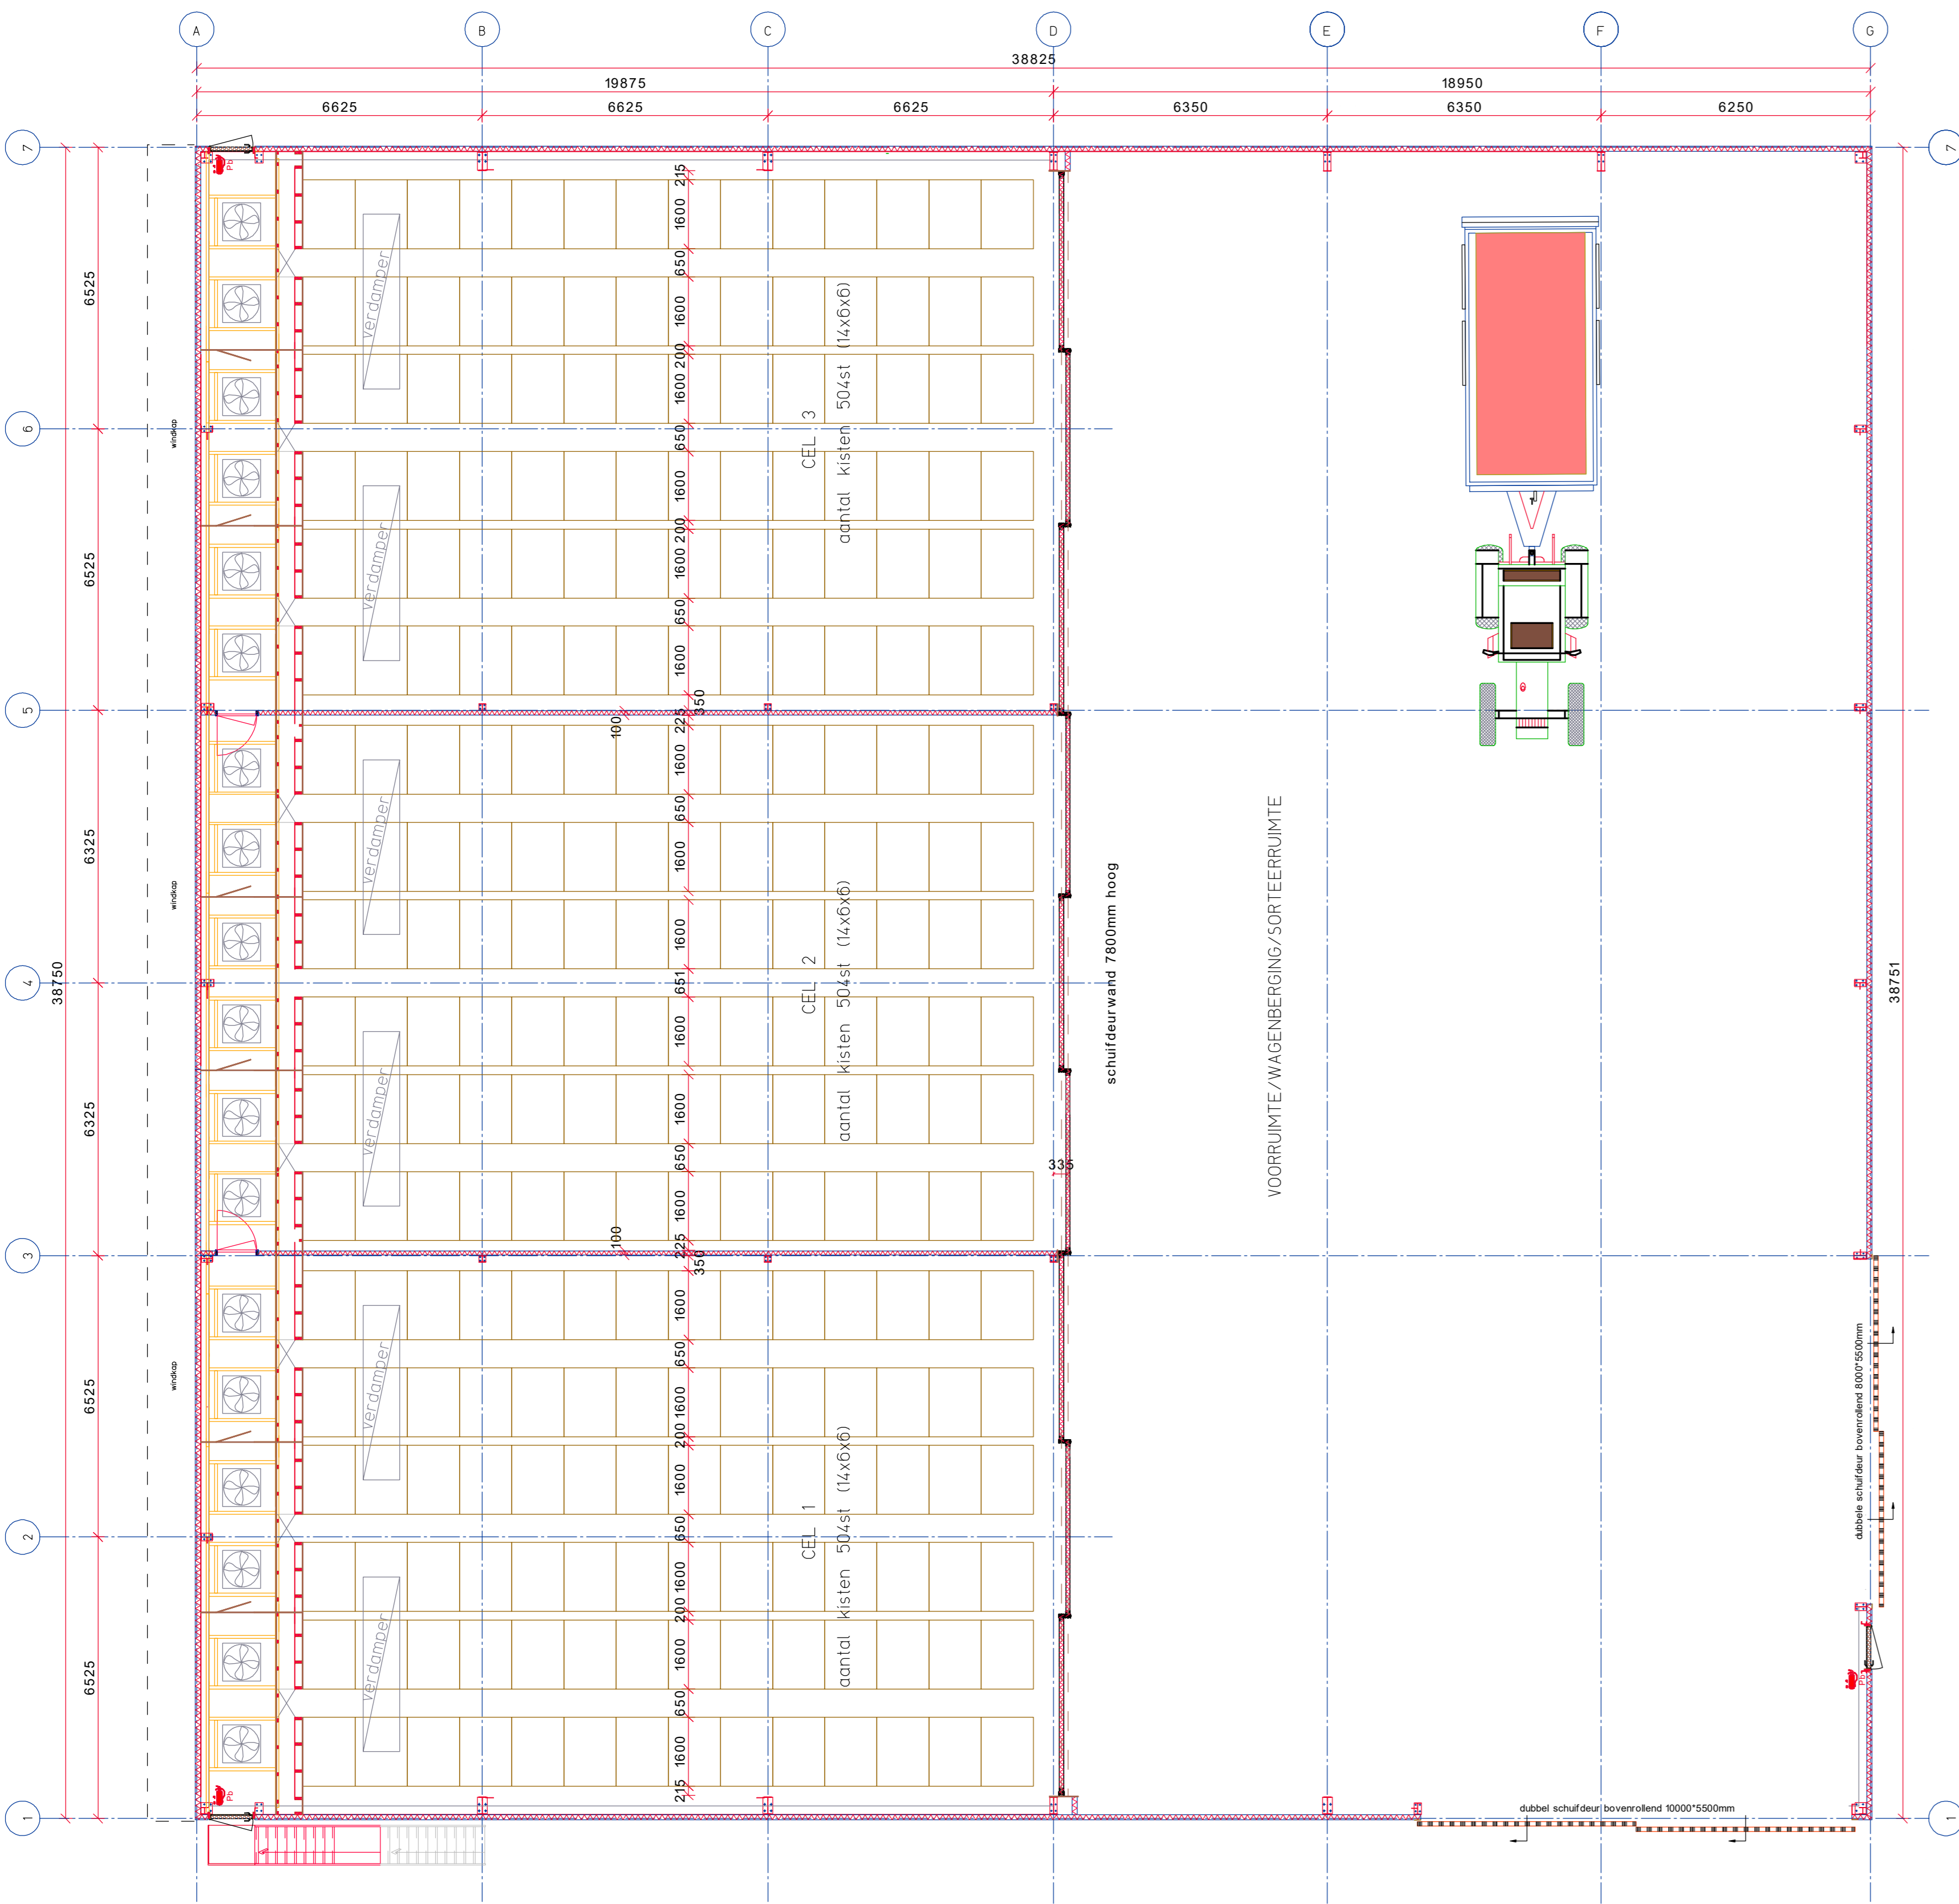 A B C D E F G
38825
19875 18950
6625 6625 6625 6350 6350 6250
7 7
Pb
215
1600
650
1600
200
1600
650
1600
200
1600
650
1600
350
100
225
1600
650
1600
1600
651
1600
1600
650
1600
335
100
225
350
1600
650
1600
200
1600
650
1600
200
1600
650
1600
215
6525
6
6525
5
6325
4
6325
3
6525
2
6525
1 1
38750
38751
windkap
windkap
windkap
Verdamper
Verdamper
Verdamper
Verdamper
Verdamper
Verdamper
CEL 3
aantal kisten 504st (14x6x6)
CEL 2
aantal kisten 504st (14x6x6)
CEL 1
aantal kisten 504st (14x6x6)
schuifdeurwand 7800mm hoog
VOORRUIMTE/WAGENBERGING/SORTEERRUIMTE
dubbele schuifdeur bovenrollend 8000*5500mm
Pb
Pb
dubbel schuifdeur bovenrollend 10000*5500mm